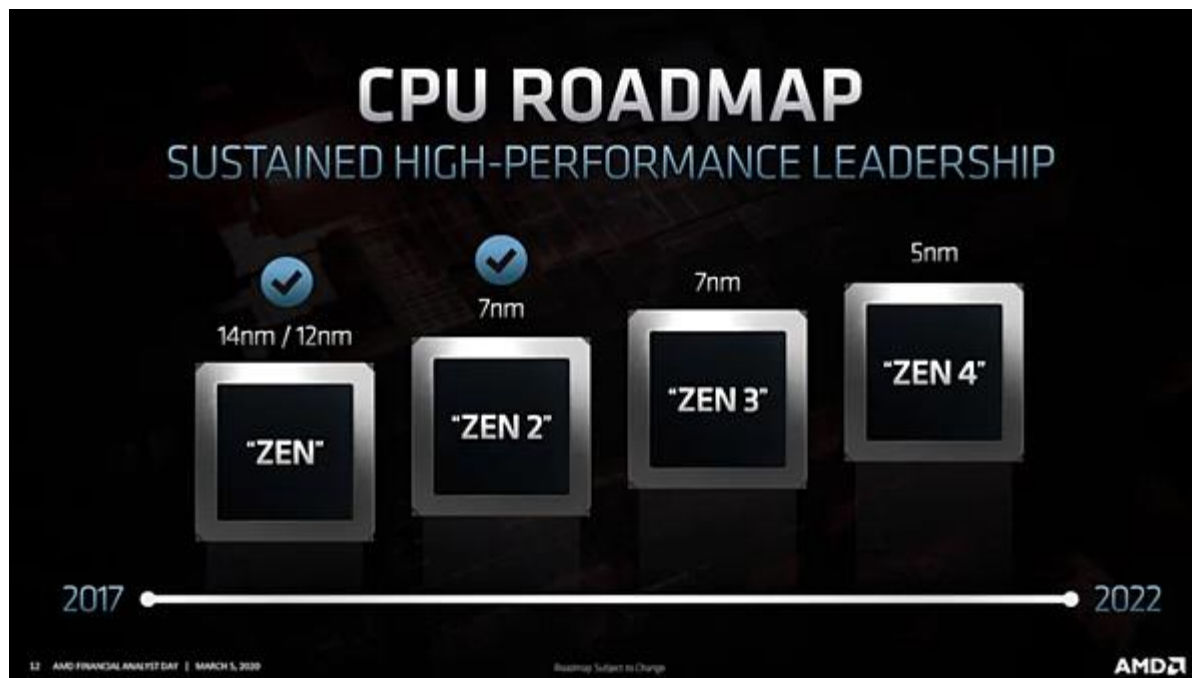 CPU ROADMAP
SUSTAINED HIGH-PERFORMANCE LEADERSHIP
14nm / 12nm
7nm
7nm
5nm
"ZEN"
"ZEN 2"
"ZEN 3"
"ZEN 4"
2017
2022
12 AMD FINANCIAL ANALYST DAY | MARCH 5, 2020
Roadmap Subject to Change
AMD